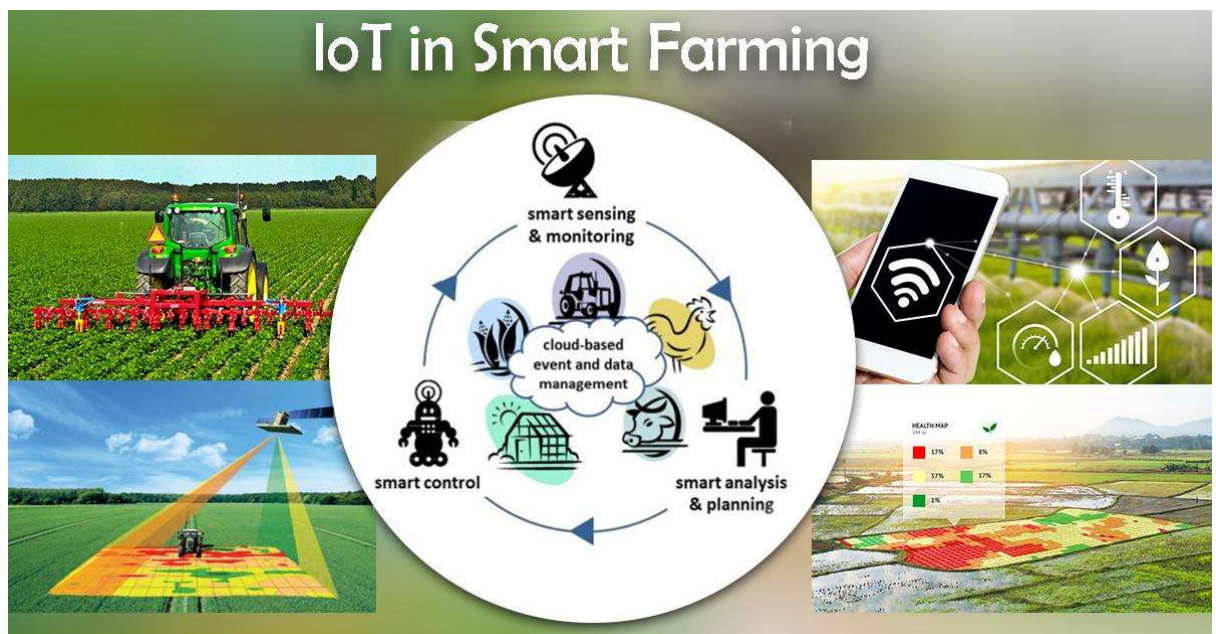 IoT in Smart Farming
smart sensing
& monitoring
cloud-based
event and data
management
smart control
smart analysis
& planning
HEALTH MAP
17%
8%
57%
17%
1%